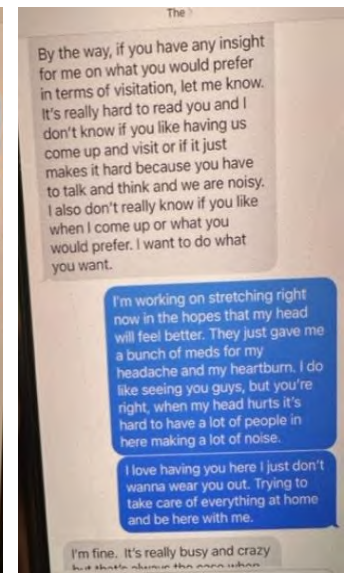 The
By the way, if you have any insight
for me on what you would prefer
in terms of visitation, let me know.
It's really hard to read you and I
don't know if you like having us
come up and visit or if it just
makes it hard because you have
to talk and think and we are noisy.
I also don't really know if you like
when I come up or what you
would prefer. I want to do what
you want.
I'm working on stretching right
now in the hopes that my head
will feel better. They just gave me
a bunch of meds for my
headache and my heartburn. I do
like seeing you guys, but you're
right, when my head hurts it's
hard to have a lot of people in
here making a lot of noise.
I love having you here I just don't
wanna wear you out. Trying to
take care of everything at home
and be here with me.
I'm fine. It's really busy and crazy